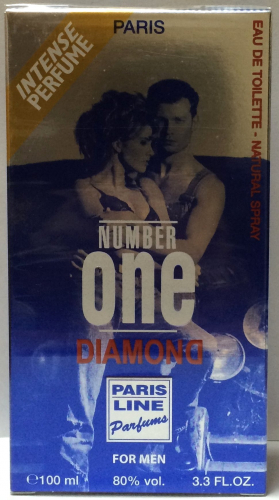 PARIS
INTENSE
PERFUME
EAU DE TOILETTE - NATURAL SPRAY
NUMBER
one
DIAMOND
PARIS
LINE
Parfums
FOR MEN
℮100 ml 80% vol. 3.3 FL.OZ.